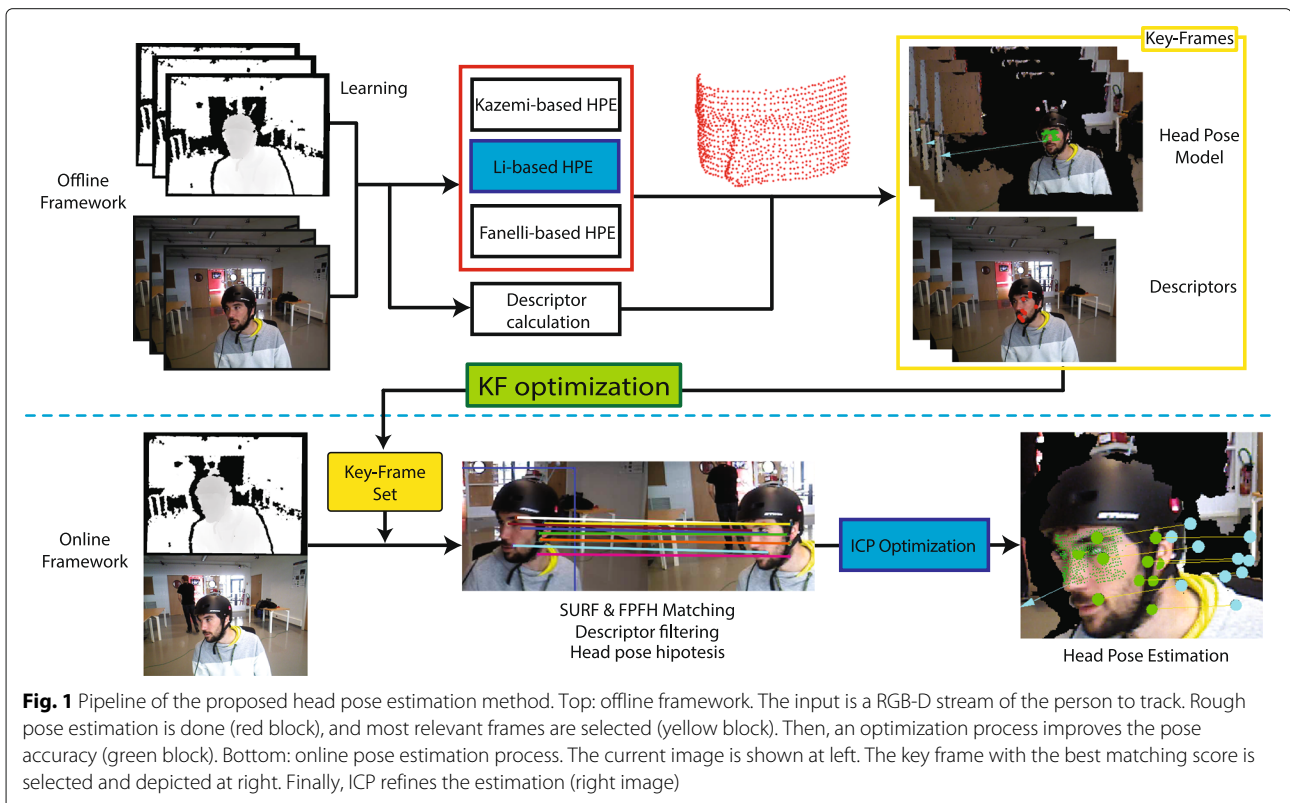 Key-Frames
Learning
Kazemi-based HPE
Head Pose
Model
Offline
Framework
Li-based HPE
Fanelli-based HPE
Descriptor
calculation
Descriptors
KF optimization
Key-Frame
Set
Online
Framework
ICP Optimization
SURF & FPFH Matching
Descriptor filtering
Head pose hipotesis
Head Pose Estimation
Fig. 1 Pipeline of the proposed head pose estimation method. Top: offline framework. The input is a RGB-D stream of the person to track. Rough
pose estimation is done (red block), and most relevant frames are selected (yellow block). Then, an optimization process improves the pose
accuracy (green block). Bottom: online pose estimation process. The current image is shown at left. The key frame with the best matching score is
selected and depicted at right. Finally, ICP refines the estimation (right image)